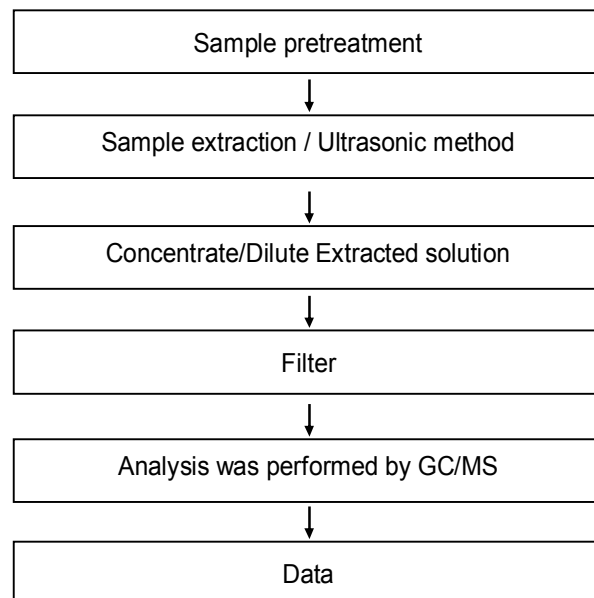 Sample pretreatment
Sample extraction / Ultrasonic method
Concentrate/Dilute Extracted solution
Filter
Analysis was performed by GC/MS
Data